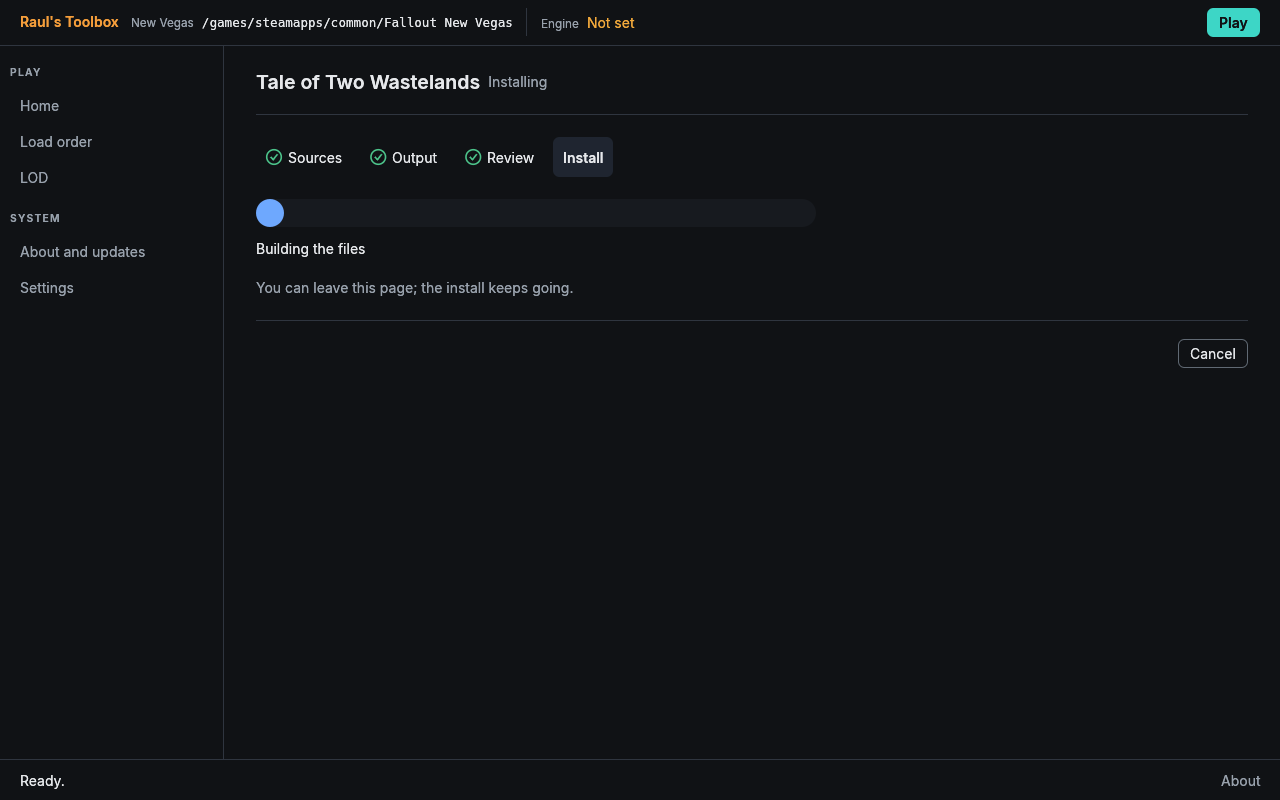 Raul's Toolbox New Vegas /games/steamapps/common/Fallout New Vegas Engine Not set Play
PLAY
Home
Load order
LOD
SYSTEM
About and updates
Settings
Tale of Two Wastelands Installing
Sources Output Review Install
Building the files
You can leave this page; the install keeps going.
Cancel
Ready. About